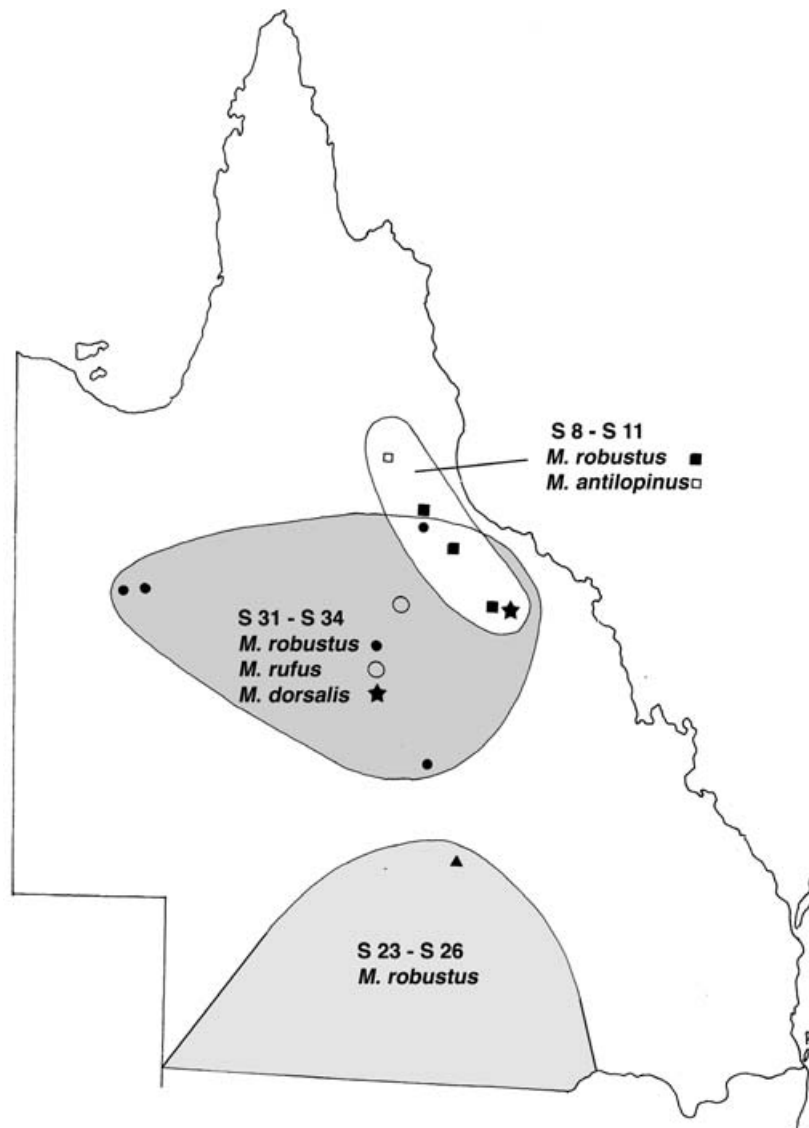 S 8 - S 11
M. robustus ■
M. antilopinus □
S 31 - S 34
M. robustus ●
M. rufus ○
M. dorsalis ★
S 23 - S 26
M. robustus